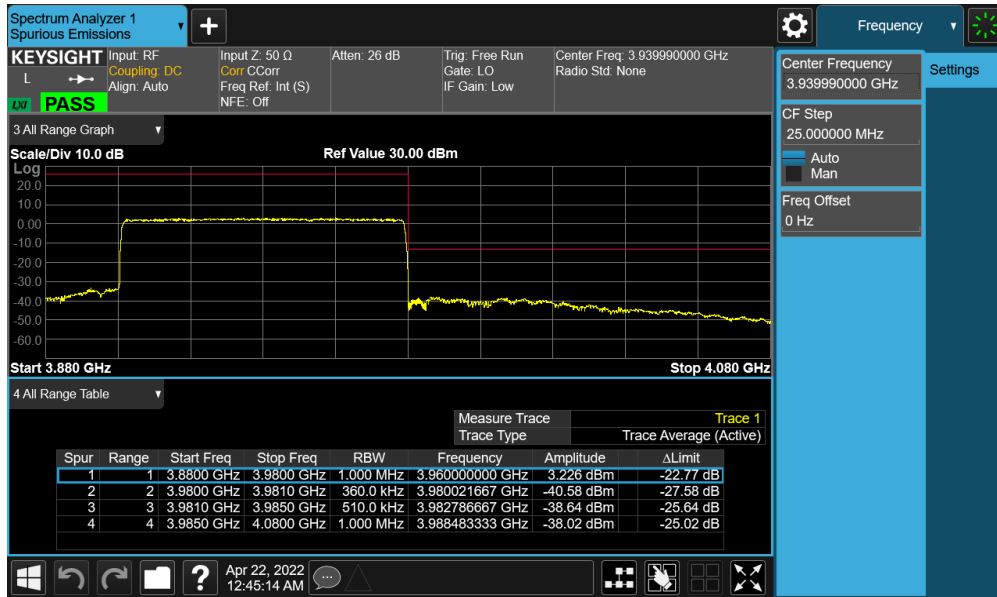 Spectrum Analyzer 1
Spurious Emissions
+
Frequency
KEYSIGHT
L
LXI
PASS
Input: RF
Coupling: DC
Align: Auto
Input Z: 50 Ω
Corr CCorr
Freq Ref: Int (S)
NFE: Off
Atten: 26 dB
Trig: Free Run
Gate: LO
IF Gain: Low
Center Freq: 3.939990000 GHz
Radio Std: None
Center Frequency
3.939990000 GHz
Settings
CF Step
25.000000 MHz
Auto
Man
Freq Offset
0 Hz
3 All Range Graph
Scale/Div 10.0 dB
Ref Value 30.00 dBm
Log
20.0
10.0
0.00
-10.0
-20.0
-30.0
-40.0
-50.0
-60.0
Start 3.880 GHz
Stop 4.080 GHz
4 All Range Table
Measure Trace Trace 1
Trace Type Trace Average (Active)
Spur Range Start Freq Stop Freq RBW Frequency Amplitude ΔLimit
1 1 3.8800 GHz 3.9800 GHz 1.000 MHz 3.960000000 GHz 3.226 dBm -22.77 dB
2 2 3.9800 GHz 3.9810 GHz 360.0 kHz 3.980021667 GHz -40.58 dBm -27.58 dB
3 3 3.9810 GHz 3.9850 GHz 510.0 kHz 3.982786667 GHz -38.64 dBm -25.64 dB
4 4 3.9850 GHz 4.0800 GHz 1.000 MHz 3.988483333 GHz -38.02 dBm -25.02 dB
?
Apr 22, 2022
12:45:14 AM